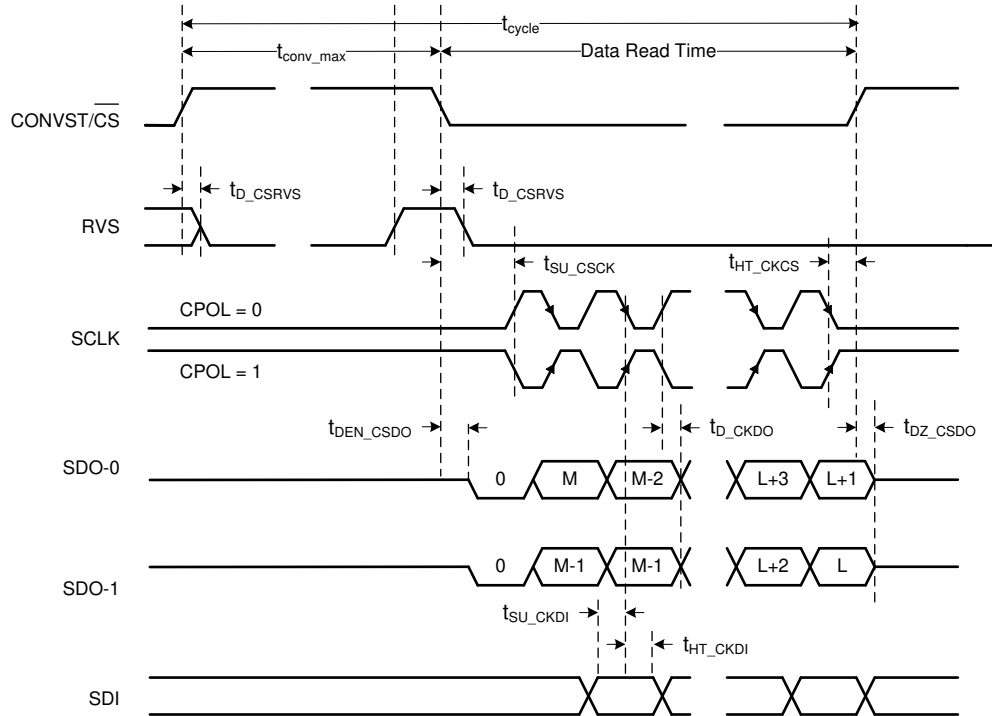 t_cycle
t_conv_max
Data Read Time
CONVST/C̅S̅
t_D_CSRVS
t_D_CSRVS
RVS
t_SU_CSCK
t_HT_CKCS
CPOL = 0
SCLK
CPOL = 1
t_DEN_CSDO
t_D_CKDO
t_DZ_CSDO
SDO-0
0
M
M-2
L+3
L+1
SDO-1
0
M-1
M-1
L+2
L
t_SU_CKDI
t_HT_CKDI
SDI